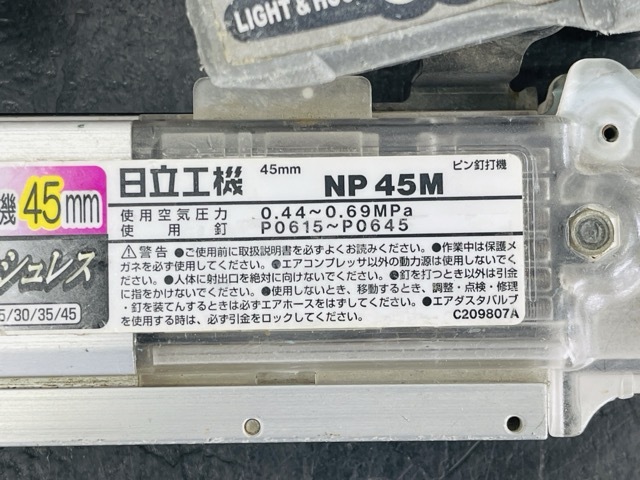 LIGHT &
機45mm
シュレス
5/30/35/45
日立工機 45mm NP 45M ピン釘打機
使用空気圧力 0.44～0.69MPa
使用釘 P0615～P0645
⚠警告 ●ご使用前に取扱説明書を必ずよくお読みください。●作業中は保護メ
ガネを必ず使用してください。●エアコンプレッサ以外の動力源は使用しないでく
ださい。●人体に射出口を絶対に向けないでください。●釘を打つとき以外は引金
に指をかけないでください。●使用しないとき、移動するとき、調整・点検・修理
・釘を装てんするときは必ずエアホースをはずしてください。●エアダスタバルブ
を使用する時は、必ず引金をロックしてください。 C209807A